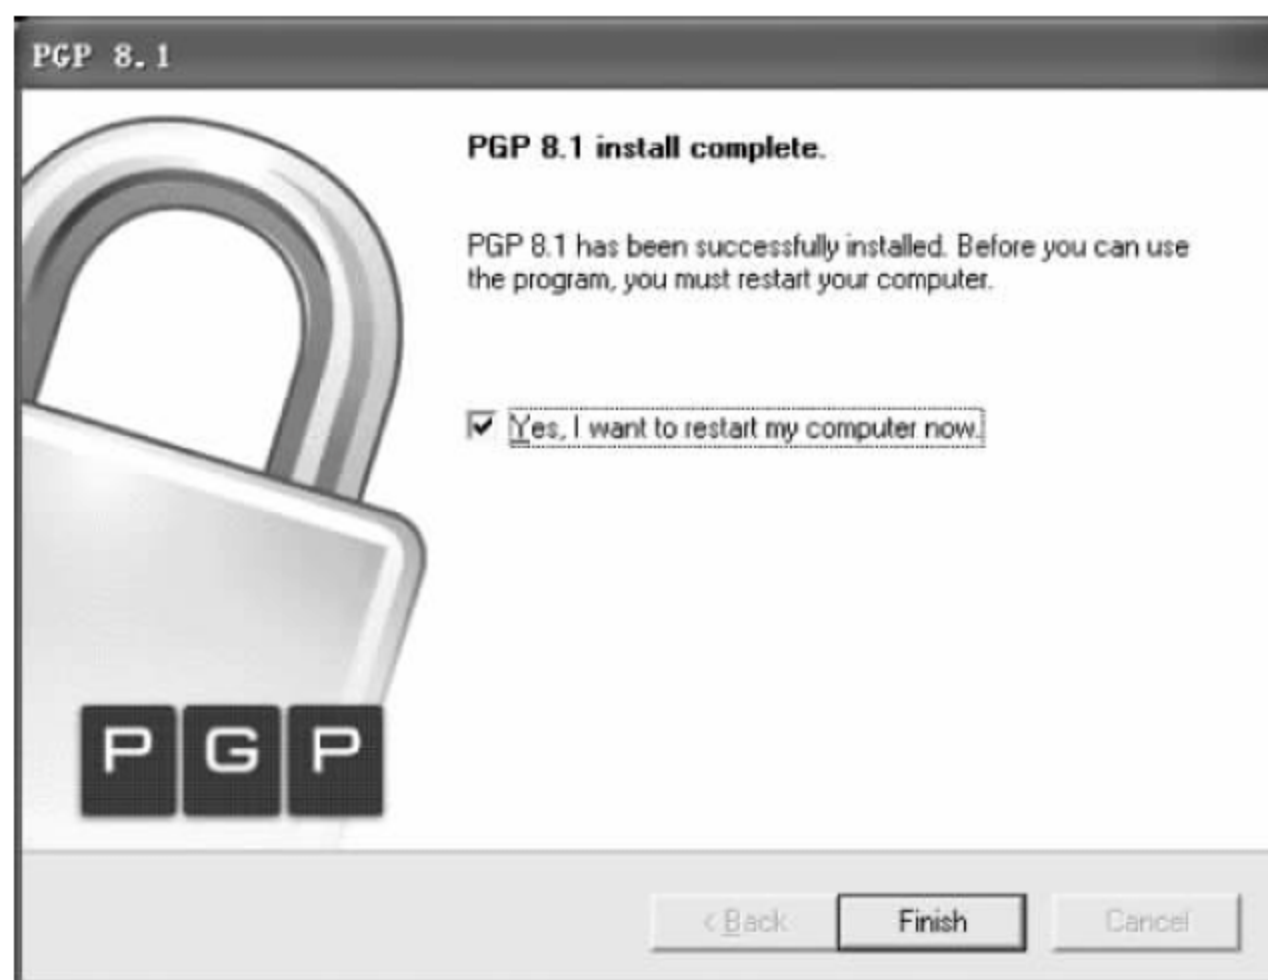 PGP 8.1
PGP 8.1 install complete.
PGP 8.1 has been successfully installed. Before you can use
the program, you must restart your computer.
Yes, I want to restart my computer now.
P G P
< Back
Finish
Cancel